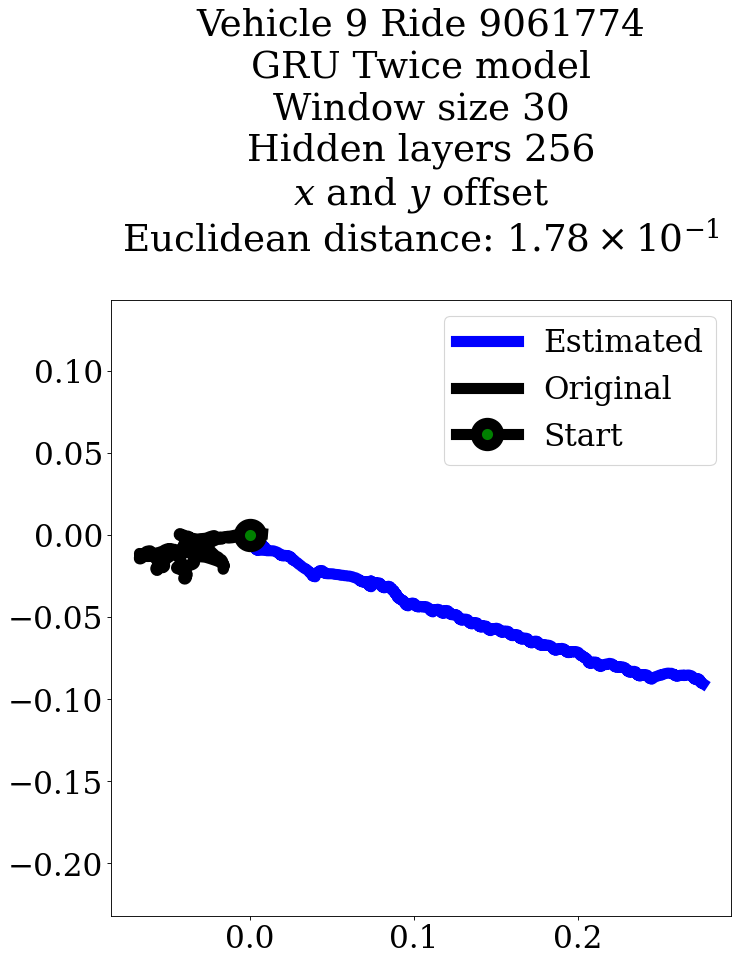 Vehicle 9 Ride 9061774
GRU Twice model
Window size 30
Hidden layers 256
x and y offset
Euclidean distance: 1.78 × 10⁻¹
Estimated
Original
Start
0.10
0.05
0.00
−0.05
−0.10
−0.15
−0.20
0.0 0.1 0.2